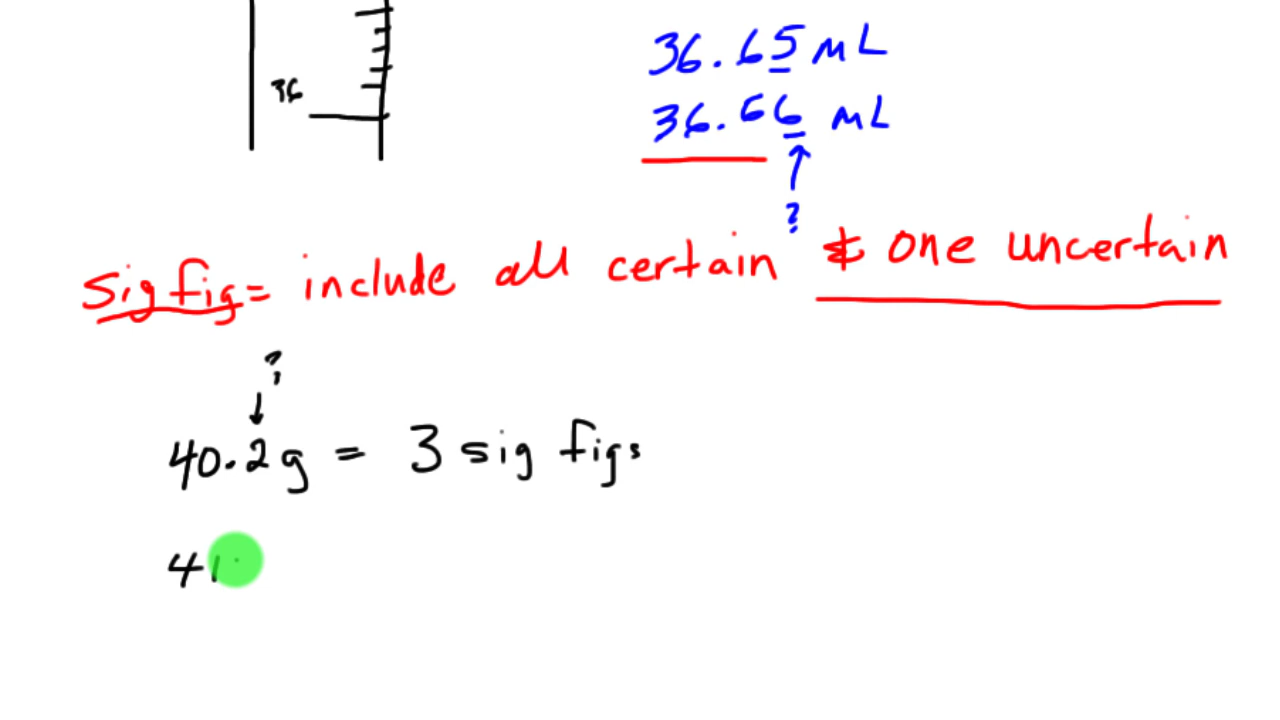 36.65 mL
36
36.66 mL
?
sig fig = include all certain & one uncertain
?
40.2g = 3 sig figs
41.